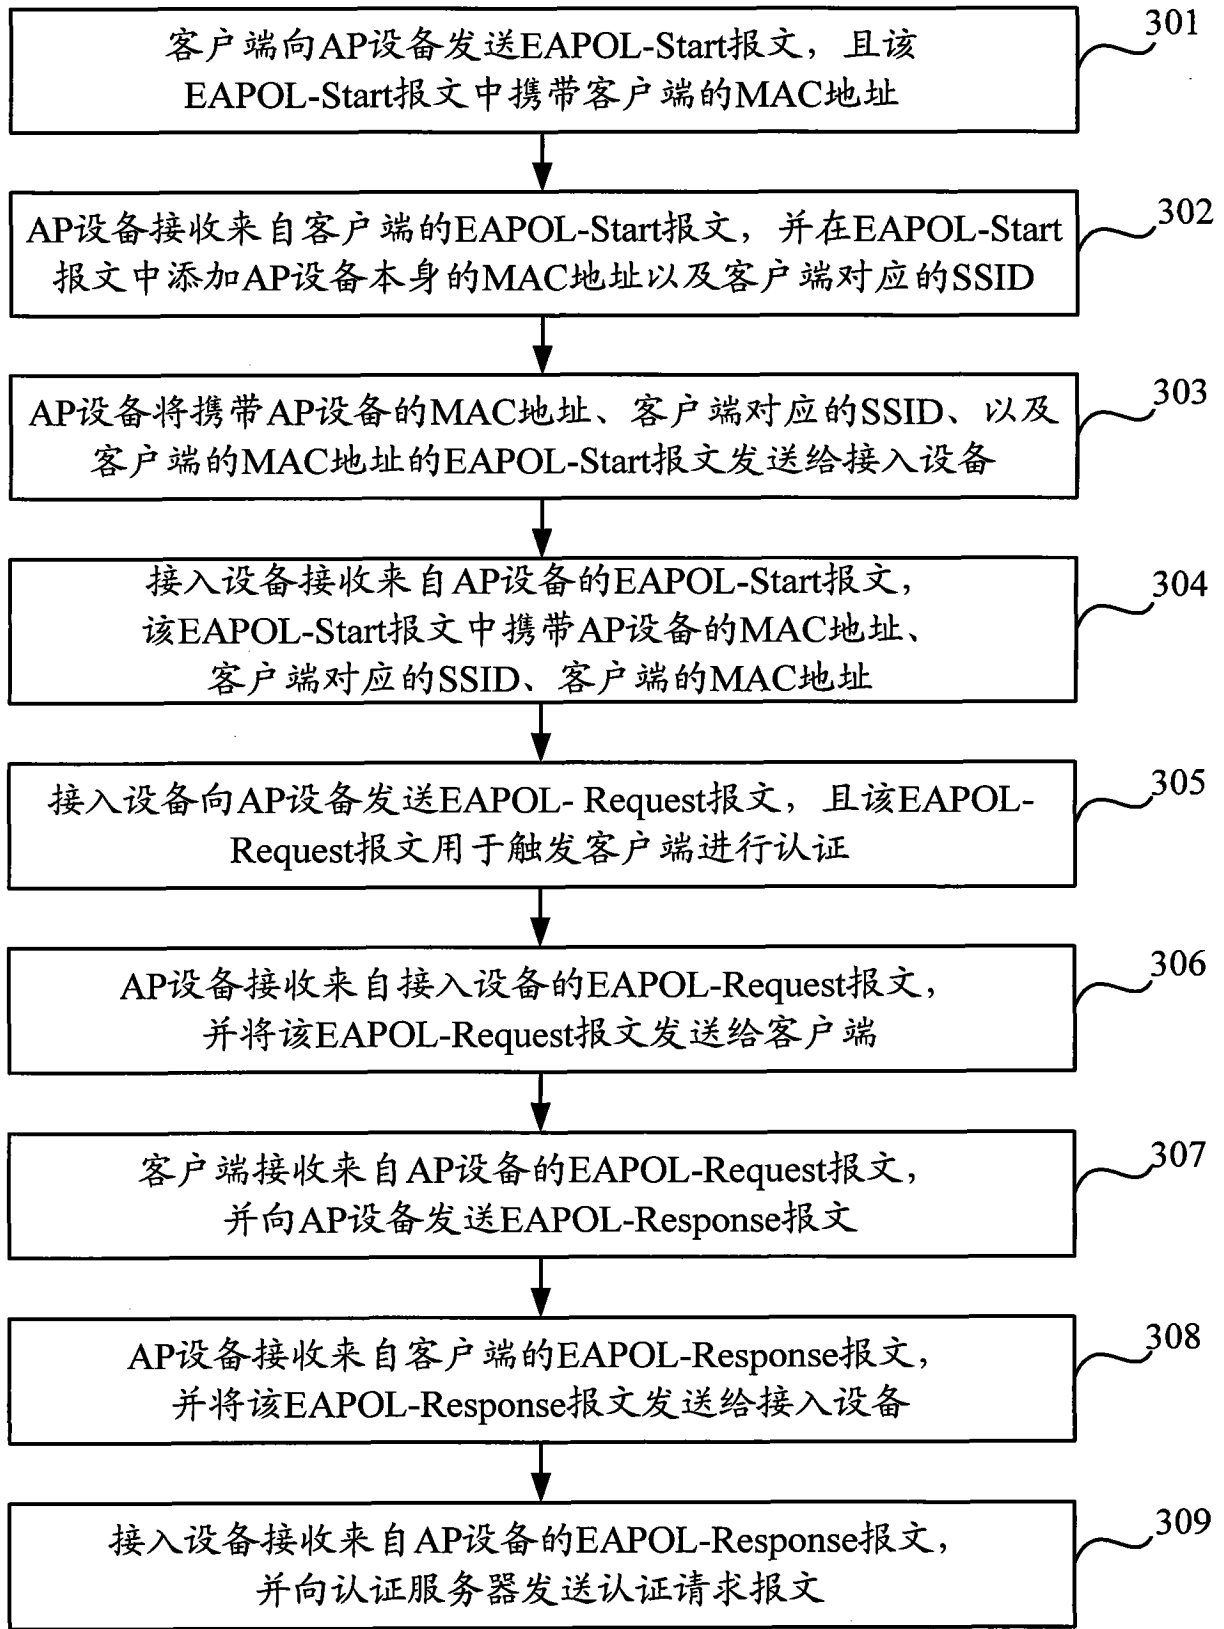 客户端向AP设备发送EAPOL-Start报文，且该
EAPOL-Start报文中携带客户端的MAC地址
301
AP设备接收来自客户端的EAPOL-Start报文，并在EAPOL-Start
报文中添加AP设备本身的MAC地址以及客户端对应的SSID
302
AP设备将携带AP设备的MAC地址、客户端对应的SSID、以及
客户端的MAC地址的EAPOL-Start报文发送给接入设备
303
接入设备接收来自AP设备的EAPOL-Start报文，
该EAPOL-Start报文中携带AP设备的MAC地址、
客户端对应的SSID、客户端的MAC地址
304
接入设备向AP设备发送EAPOL- Request报文，且该EAPOL-
Request报文用于触发客户端进行认证
305
AP设备接收来自接入设备的EAPOL-Request报文，
并将该EAPOL-Request报文发送给客户端
306
客户端接收来自AP设备的EAPOL-Request报文，
并向AP设备发送EAPOL-Response报文
307
AP设备接收来自客户端的EAPOL-Response报文，
并将该EAPOL-Response报文发送给接入设备
308
接入设备接收来自AP设备的EAPOL-Response报文，
并向认证服务器发送认证请求报文
309